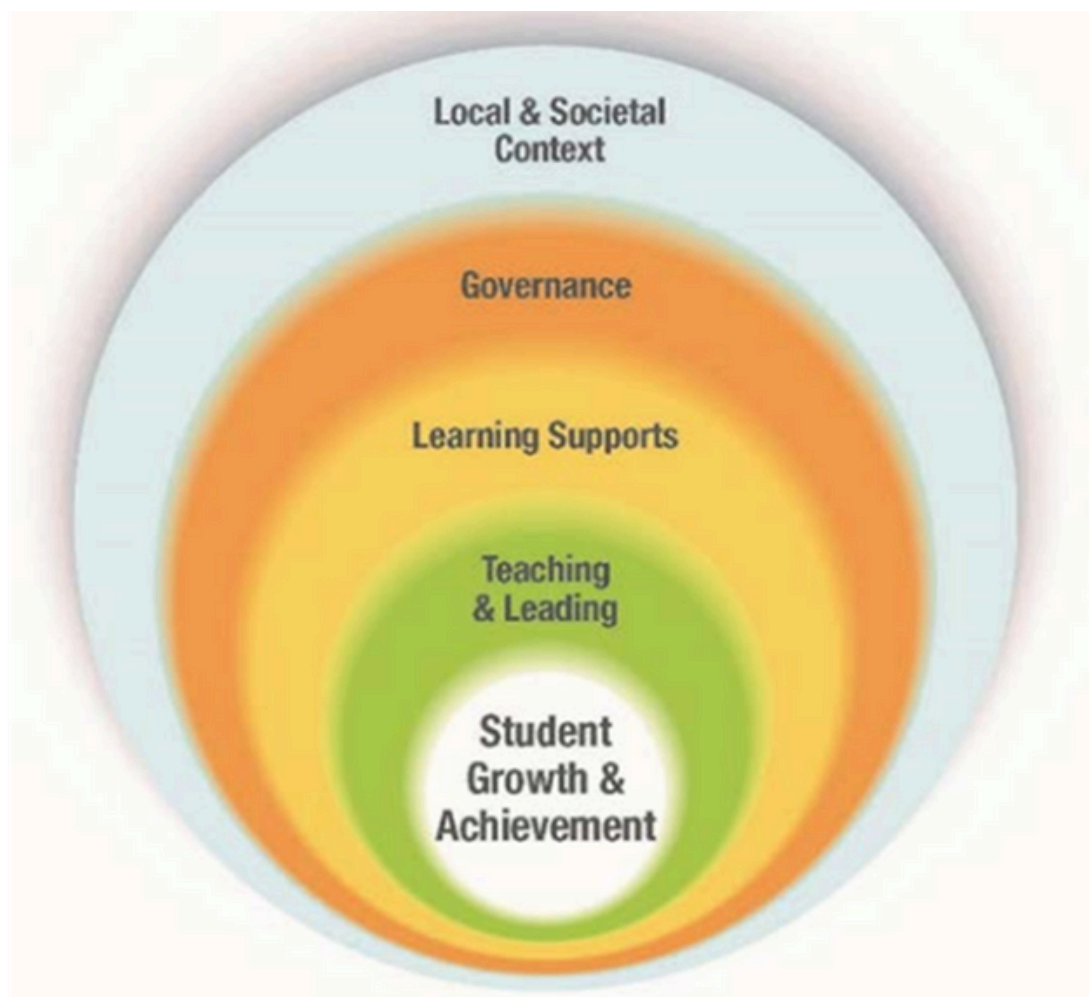 Local & Societal
Context
Governance
Learning Supports
Teaching
& Leading
Student
Growth &
Achievement